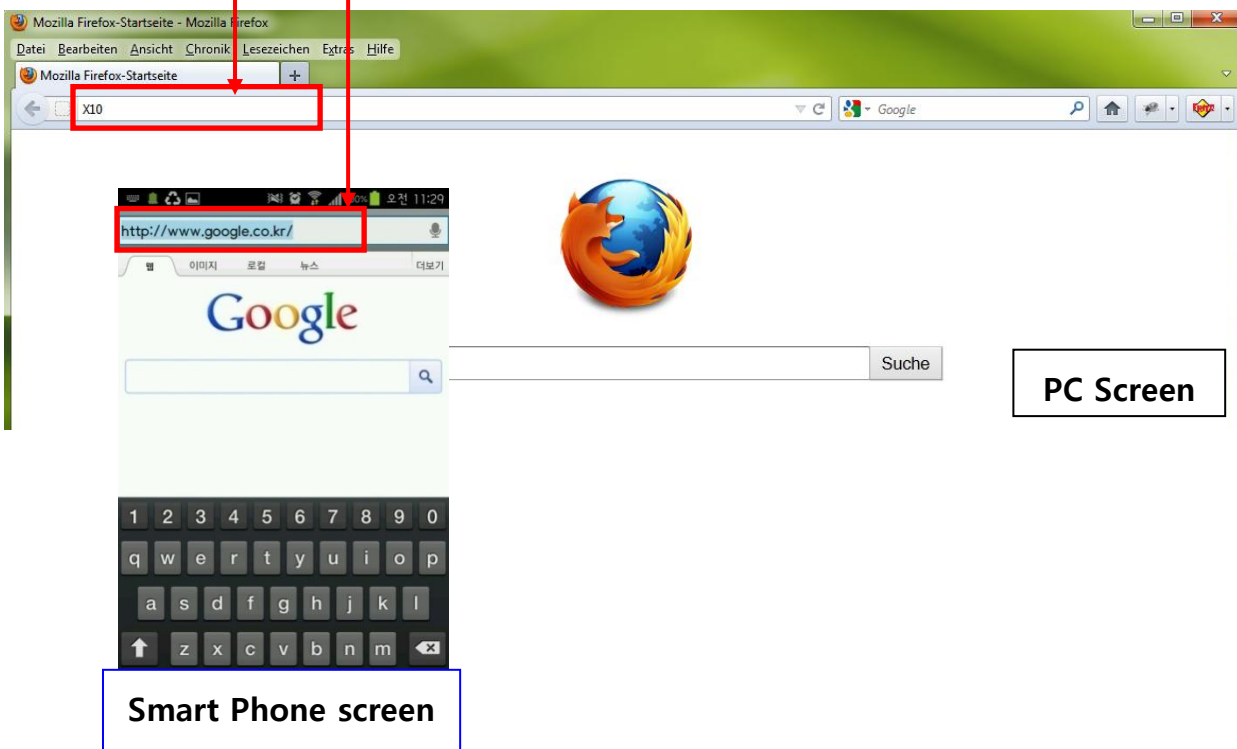 Mozilla Firefox-Startseite - Mozilla Firefox
Datei Bearbeiten Ansicht Chronik Lesezeichen Extras Hilfe
Mozilla Firefox-Startseite
X10
Google
오전 11:29
http://www.google.co.kr/
웹 이미지 로컬 뉴스 더보기
Google
Suche
PC Screen
1 2 3 4 5 6 7 8 9 0
q w e r t y u i o p
a s d f g h j k l
z x c v b n m
Smart Phone screen